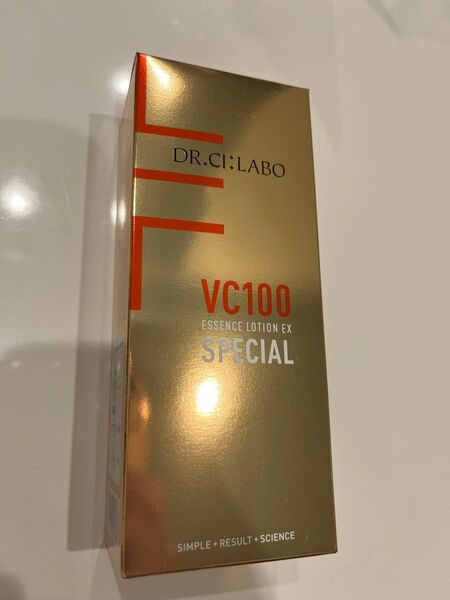 DR.CI:LABO
VC100
ESSENCE LOTION EX
SPECIAL
SIMPLE + RESULT + SCIENCE